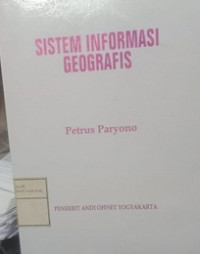 SISTEM INFORMASI
GEOGRAFIS
Petrus Paryono
PENERBIT ANDI OFFSET YOGYAKARTA